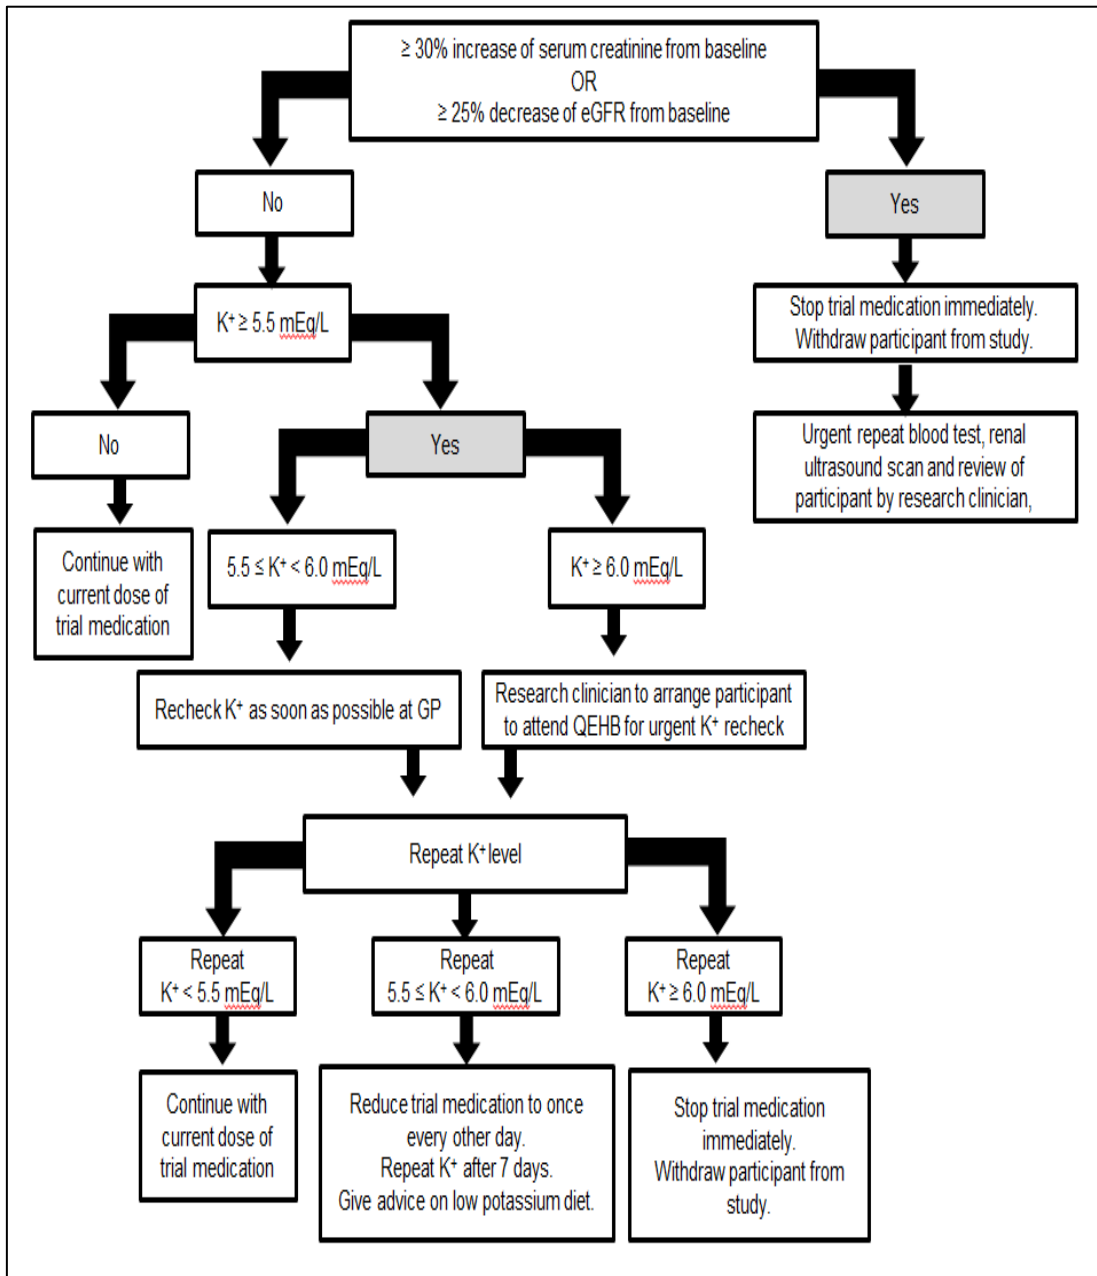 ≥ 30% increase of serum creatinine from baseline
OR
≥ 25% decrease of eGFR from baseline
No
Yes
K⁺ ≥ 5.5 mEq/L
Stop trial medication immediately.
Withdraw participant from study.
No
Yes
Urgent repeat blood test, renal
ultrasound scan and review of
participant by research clinician,
Continue with
current dose of
trial medication
5.5 ≤ K⁺ < 6.0 mEq/L
K⁺ ≥ 6.0 mEq/L
Recheck K⁺ as soon as possible at GP
Research clinician to arrange participant
to attend QEHB for urgent K⁺ recheck
Repeat K⁺ level
Repeat
K⁺ < 5.5 mEq/L
Repeat
5.5 ≤ K⁺ < 6.0 mEq/L
Repeat
K⁺ ≥ 6.0 mEq/L
Continue with
current dose of
trial medication
Reduce trial medication to once
every other day.
Repeat K⁺ after 7 days.
Give advice on low potassium diet.
Stop trial medication
immediately.
Withdraw participant from
study.